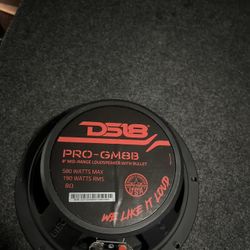 DS18
PRO-GM8B
8" MID-RANGE LOUDSPEAKER WITH BULLET
580 WATTS MAX
190 WATTS RMS
8Ω
WE LIKE IT LOUD